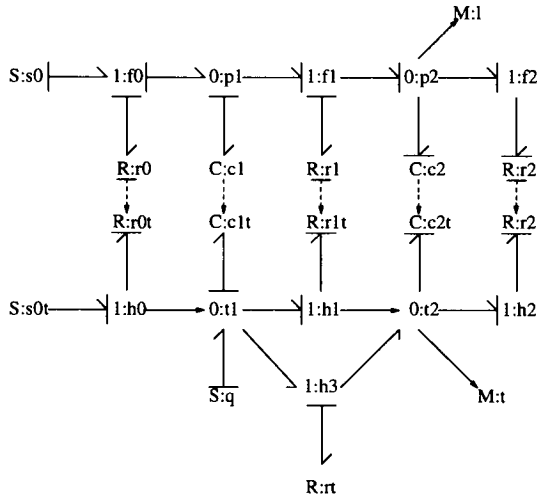 M:l
S:s0 1:f0 0:p1 1:f1 0:p2 1:f2
R:r0 C:c1 R:r1 C:c2 R:r2
R:r0t C:c1t R:r1t C:c2t R:r2
S:s0t 1:h0 0:t1 1:h1 0:t2 1:h2
S:q 1:h3 M:t
R:rt